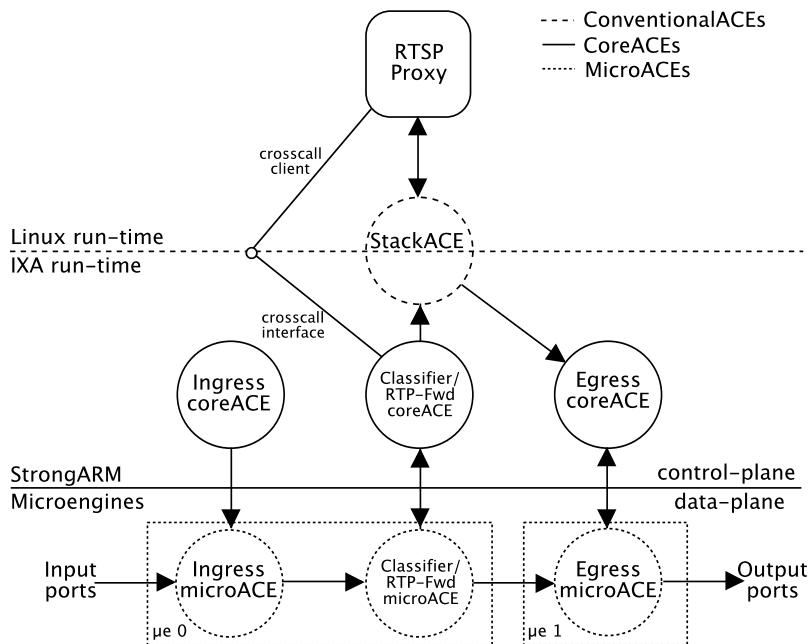 ConventionalACEs
CoreACEs
MicroACEs
RTSP
Proxy
crosscall
client
StackACE
Linux run-time
IXA run-time
crosscall
interface
Ingress
coreACE
Classifier/
RTP-Fwd
coreACE
Egress
coreACE
StrongARM
control-plane
Microengines
data-plane
Input
ports
Ingress
microACE
Classifier/
RTP-Fwd
microACE
Egress
microACE
Output
ports
µe 0
µe 1